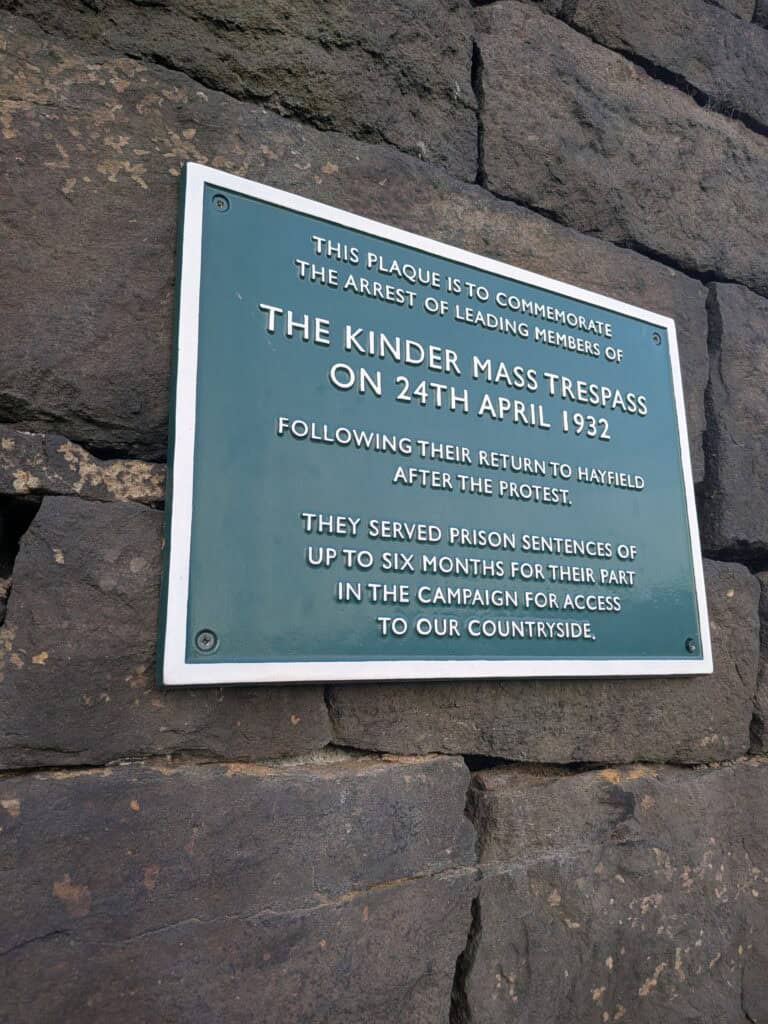 THIS PLAQUE IS TO COMMEMORATE
THE ARREST OF LEADING MEMBERS OF
THE KINDER MASS TRESPASS
ON 24TH APRIL 1932
FOLLOWING THEIR RETURN TO HAYFIELD
AFTER THE PROTEST.
THEY SERVED PRISON SENTENCES OF
UP TO SIX MONTHS FOR THEIR PART
IN THE CAMPAIGN FOR ACCESS
TO OUR COUNTRYSIDE.